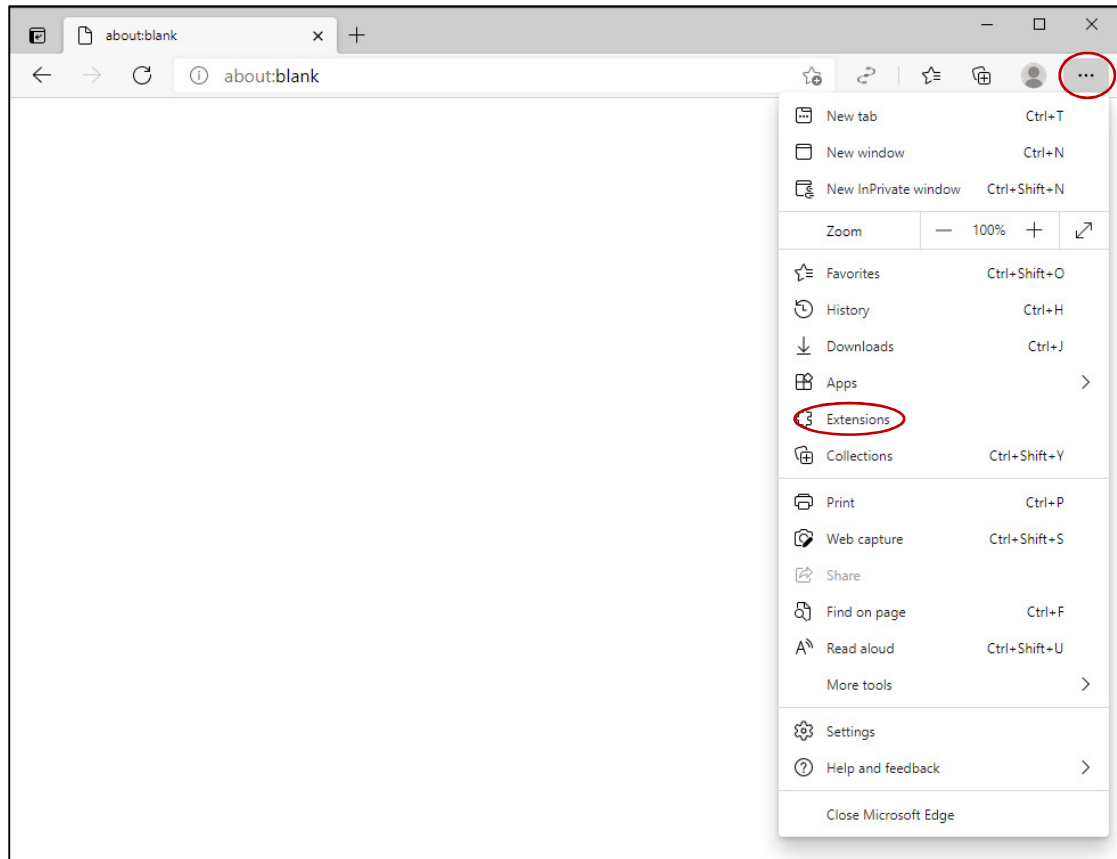 about:blank
about:blank
New tab Ctrl+T
New window Ctrl+N
New InPrivate window Ctrl+Shift+N
Zoom — 100% +
Favorites Ctrl+Shift+O
History Ctrl+H
Downloads Ctrl+J
Apps
Extensions
Collections Ctrl+Shift+Y
Print Ctrl+P
Web capture Ctrl+Shift+S
Share
Find on page Ctrl+F
Read aloud Ctrl+Shift+U
More tools
Settings
Help and feedback
Close Microsoft Edge